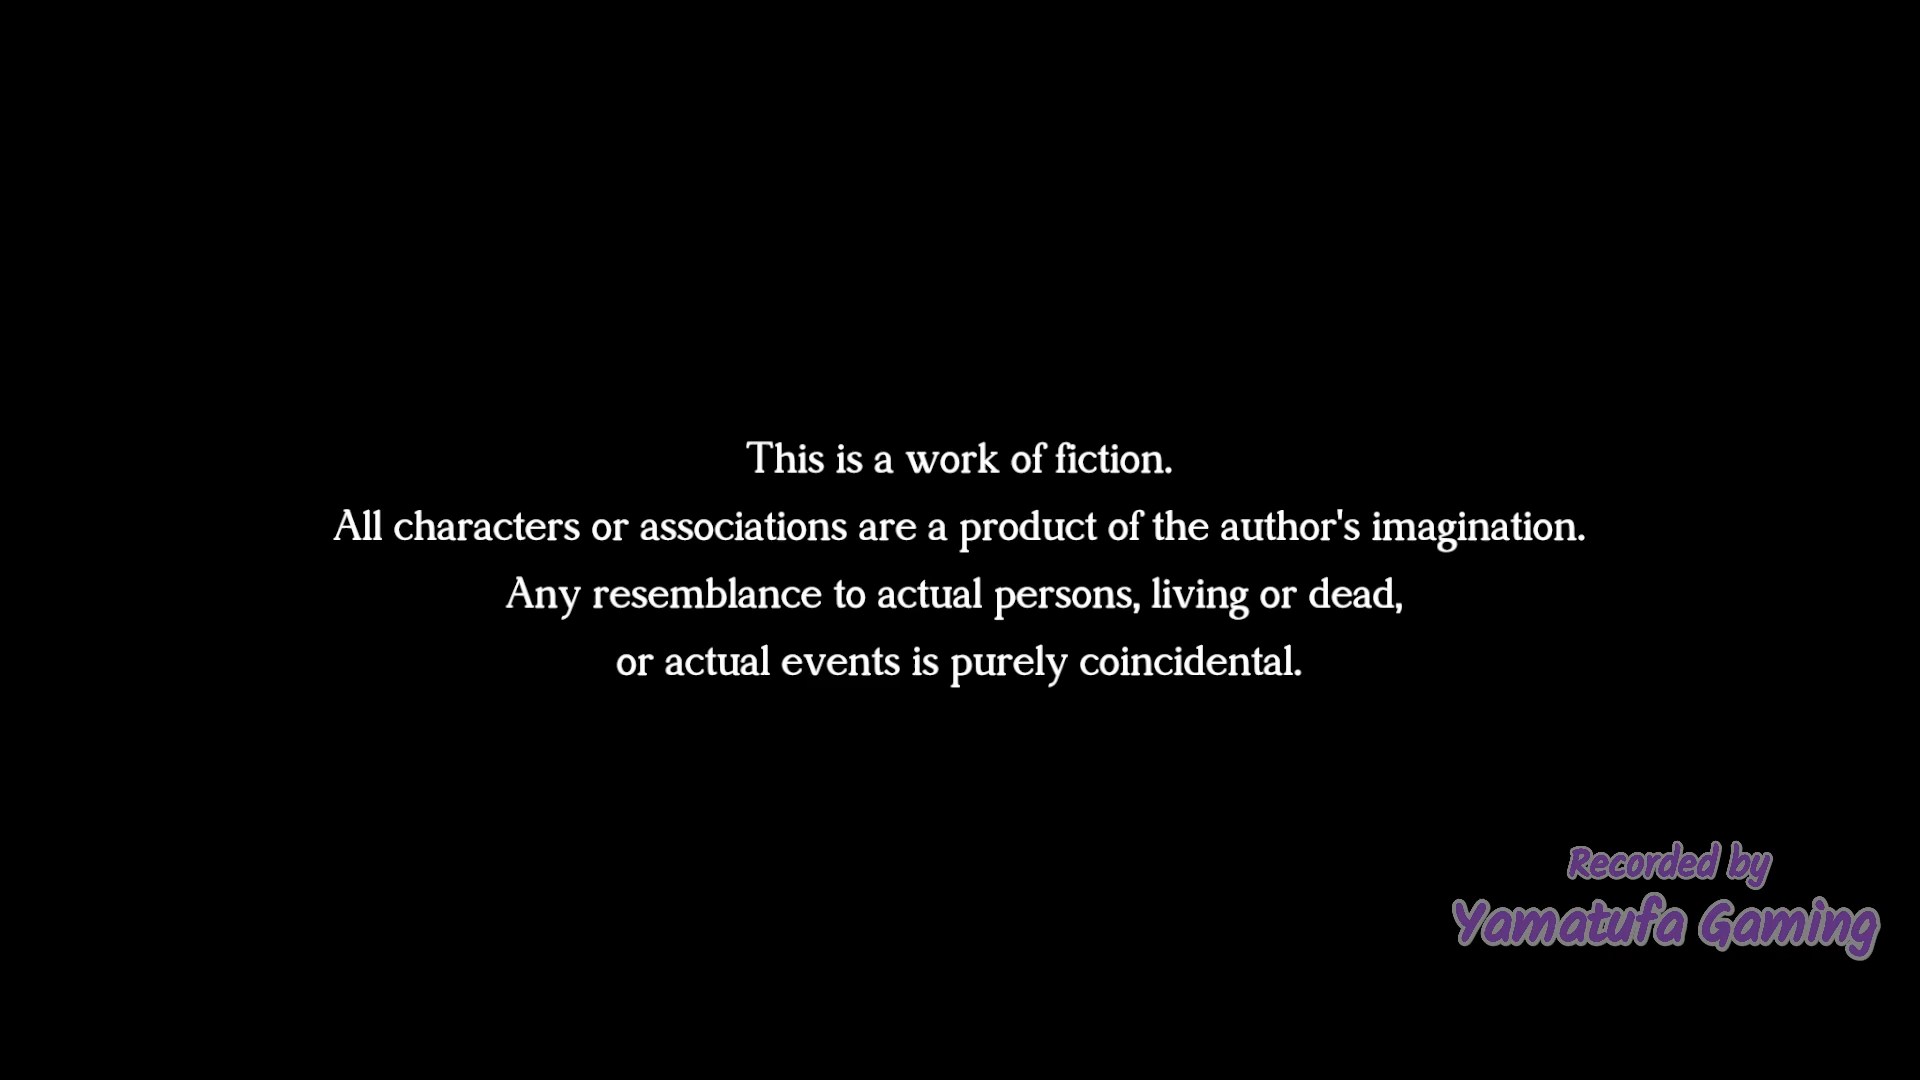 This is a work of fiction.
All characters or associations are a product of the author's imagination.
Any resemblance to actual persons, living or dead,
or actual events is purely coincidental.
Recorded by
Yamatufa Gaming